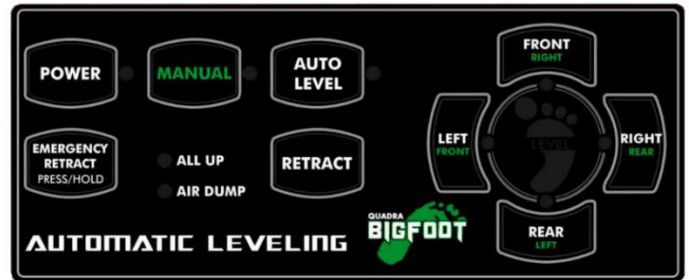 POWER
MANUAL
AUTO
LEVEL
EMERGENCY
RETRACT
PRESS/HOLD
ALL UP
AIR DUMP
RETRACT
FRONT
RIGHT
LEFT
FRONT
LEVEL
RIGHT
REAR
REAR
LEFT
AUTOMATIC LEVELING
QUADRA
BIGFOOT